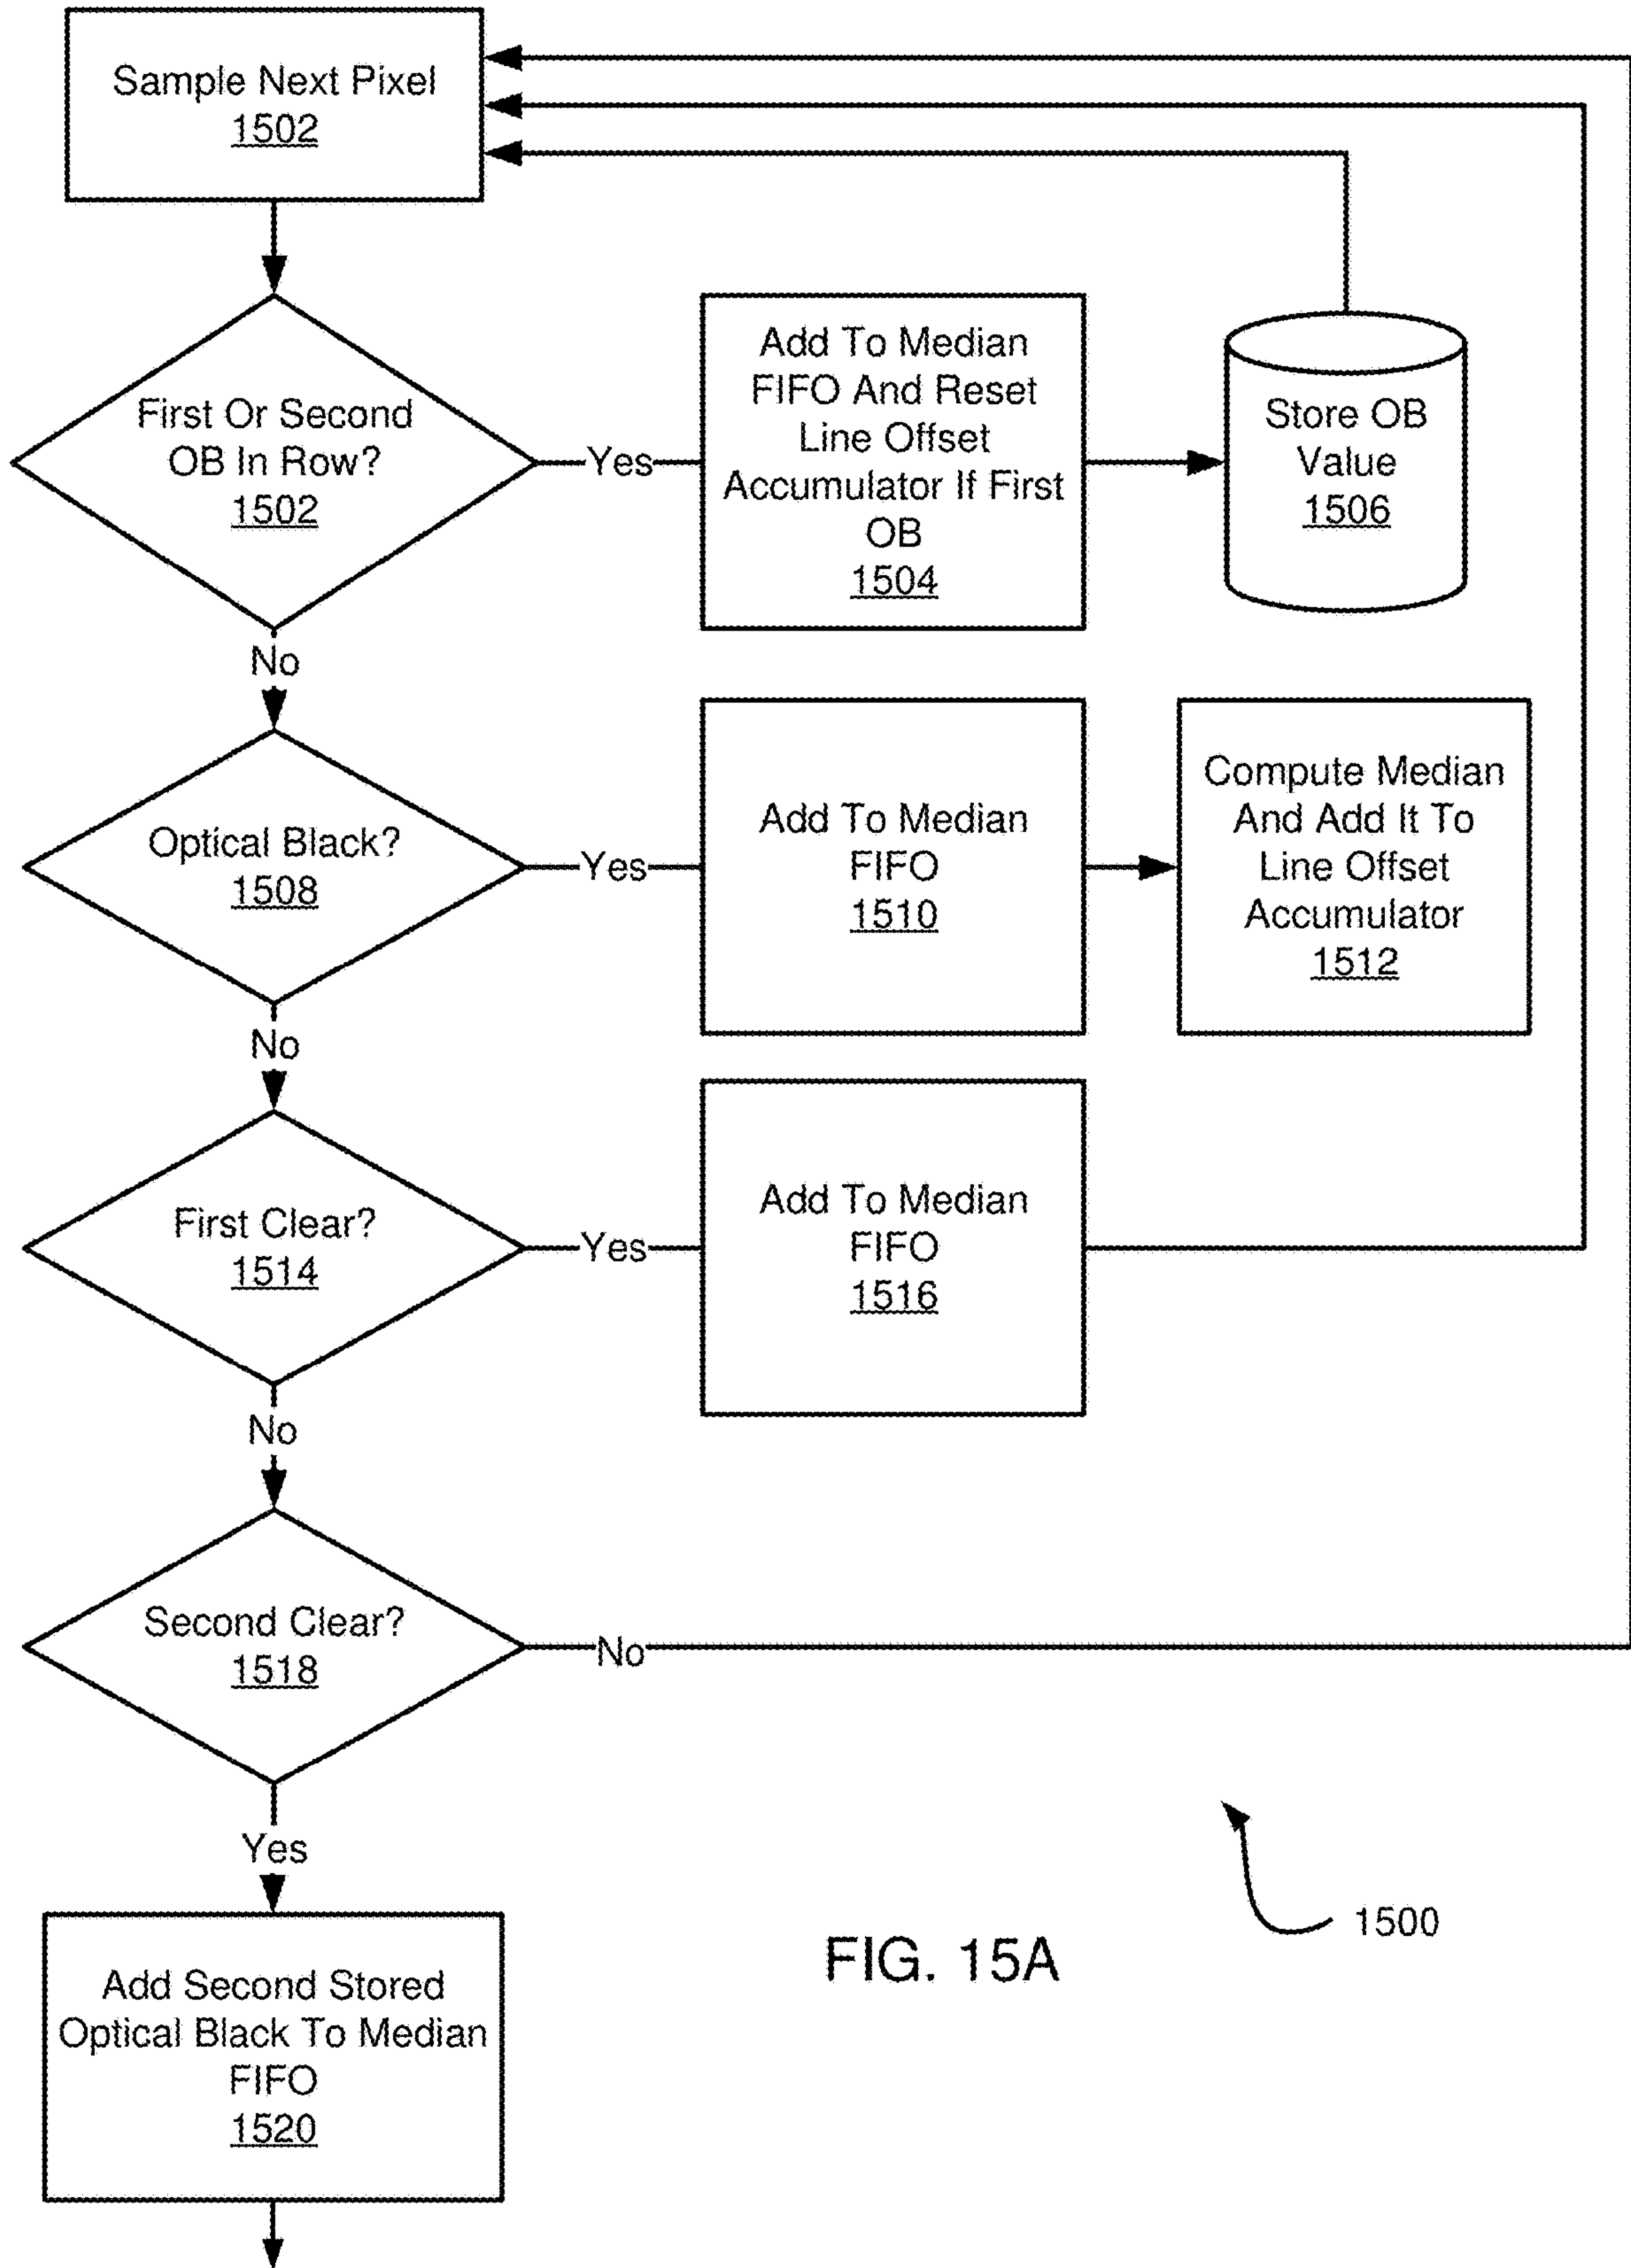 Sample Next Pixel
1502
First Or Second
OB In Row?
1502
Yes
Add To Median
FIFO And Reset
Line Offset
Accumulator If First
OB
1504
Store OB
Value
1506
No
Optical Black?
1508
Yes
Add To Median
FIFO
1510
Compute Median
And Add It To
Line Offset
Accumulator
1512
No
First Clear?
1514
Yes
Add To Median
FIFO
1516
No
Second Clear?
1518
No
Yes
Add Second Stored
Optical Black To Median
FIFO
1520
FIG. 15A
1500